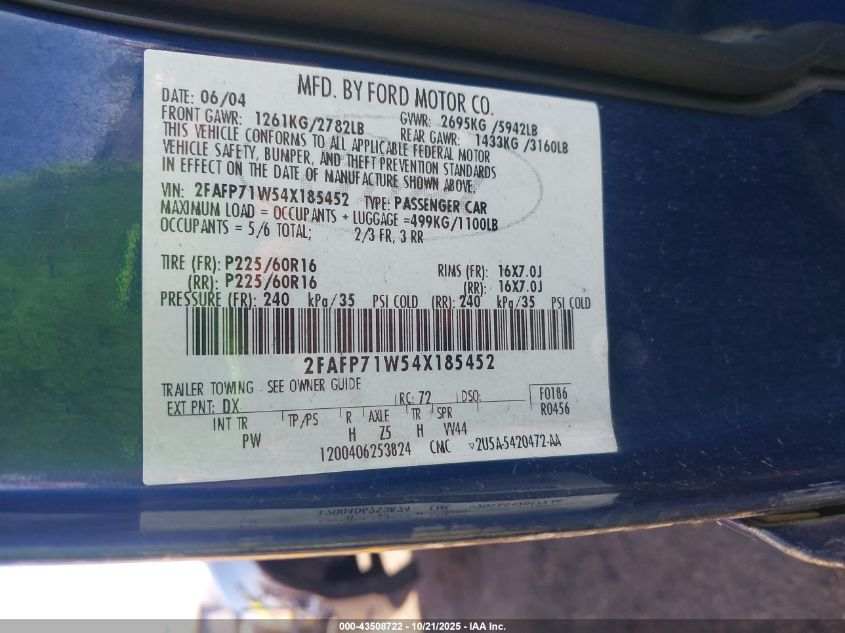 MFD. BY FORD MOTOR CO.
DATE: 06/04
GVWR: 2695KG /5942LB
FRONT GAWR: 1261KG/2782LB
REAR GAWR: 1433KG /3160LB
THIS VEHICLE CONFORMS TO ALL APPLICABLE FEDERAL MOTOR
VEHICLE SAFETY, BUMPER, AND THEFT PREVENTION STANDARDS
IN EFFECT ON THE DATE OF MANUFACTURE SHOWN ABOVE.
VIN: 2FAFP71W54X185452 TYPE: PASSENGER CAR
MAXIMUM LOAD = OCCUPANTS + LUGGAGE =499KG/1100LB
OCCUPANTS = 5/6 TOTAL; 2/3 FR, 3 RR
TIRE (FR): P225/60R16 RIMS (FR): 16X7.0J
(RR): P225/60R16 (RR): 16X7.0J
PRESSURE (FR): 240 kPa/35 PSI COLD (RR): 240 kPa/35 PSI COLD
2FAFP71W54X185452
TRAILER TOWING - SEE OWNER GUIDE
EXT PNT: DX RC: 72 DSO: F0186
R0456
INT TR TP/PS R AXLE TR SPR
PW H Z5 H VV44
1200406253824 CMC ▽2U5A-5420472-AA
000-43508722 - 10/21/2025 - IAA Inc.